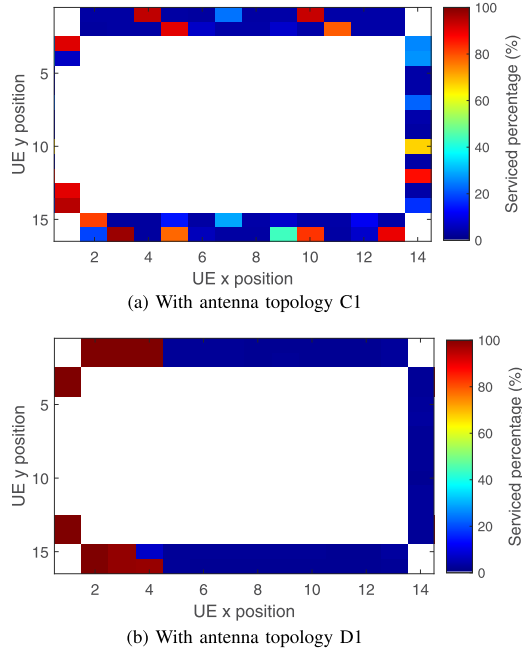 100
80
60
40
20
0
Serviced percentage (%)
5
10
15
UE y position
2 4 6 8 10 12 14
UE x position
(a) With antenna topology C1
100
80
60
40
20
0
Serviced percentage (%)
5
10
15
UE y position
2 4 6 8 10 12 14
UE x position
(b) With antenna topology D1